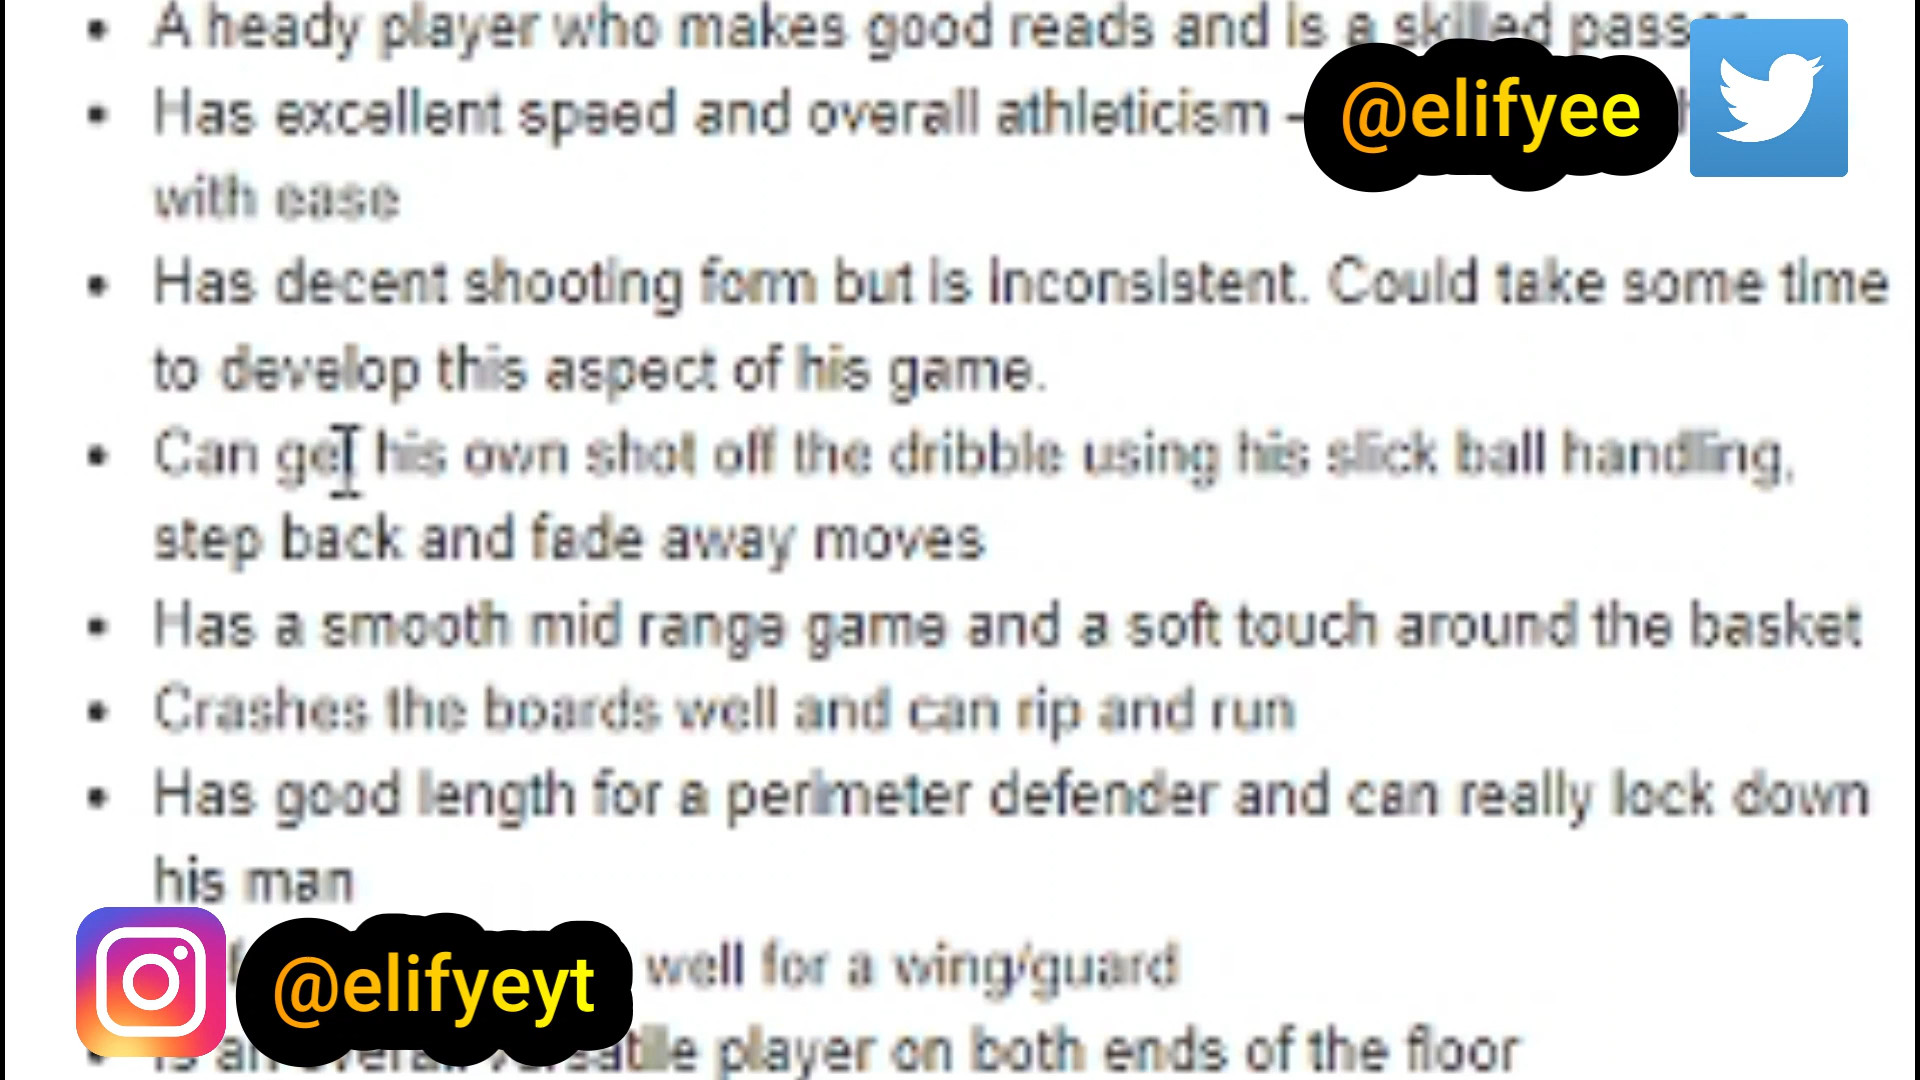 • A heady player who makes good reads and is a skilled passer
@elifyee
• Has excellent speed and overall athleticism –
with ease
• Has decent shooting form but is inconsistent. Could take some time
to develop this aspect of his game.
• Can get his own shot off the dribble using his slick ball handling,
step back and fade away moves
• Has a smooth mid range game and a soft touch around the basket
• Crashes the boards well and can rip and run
• Has good length for a perimeter defender and can really lock down
his man
well for a wing/guard
@elifyeyt
• Is an overall versatile player on both ends of the floor